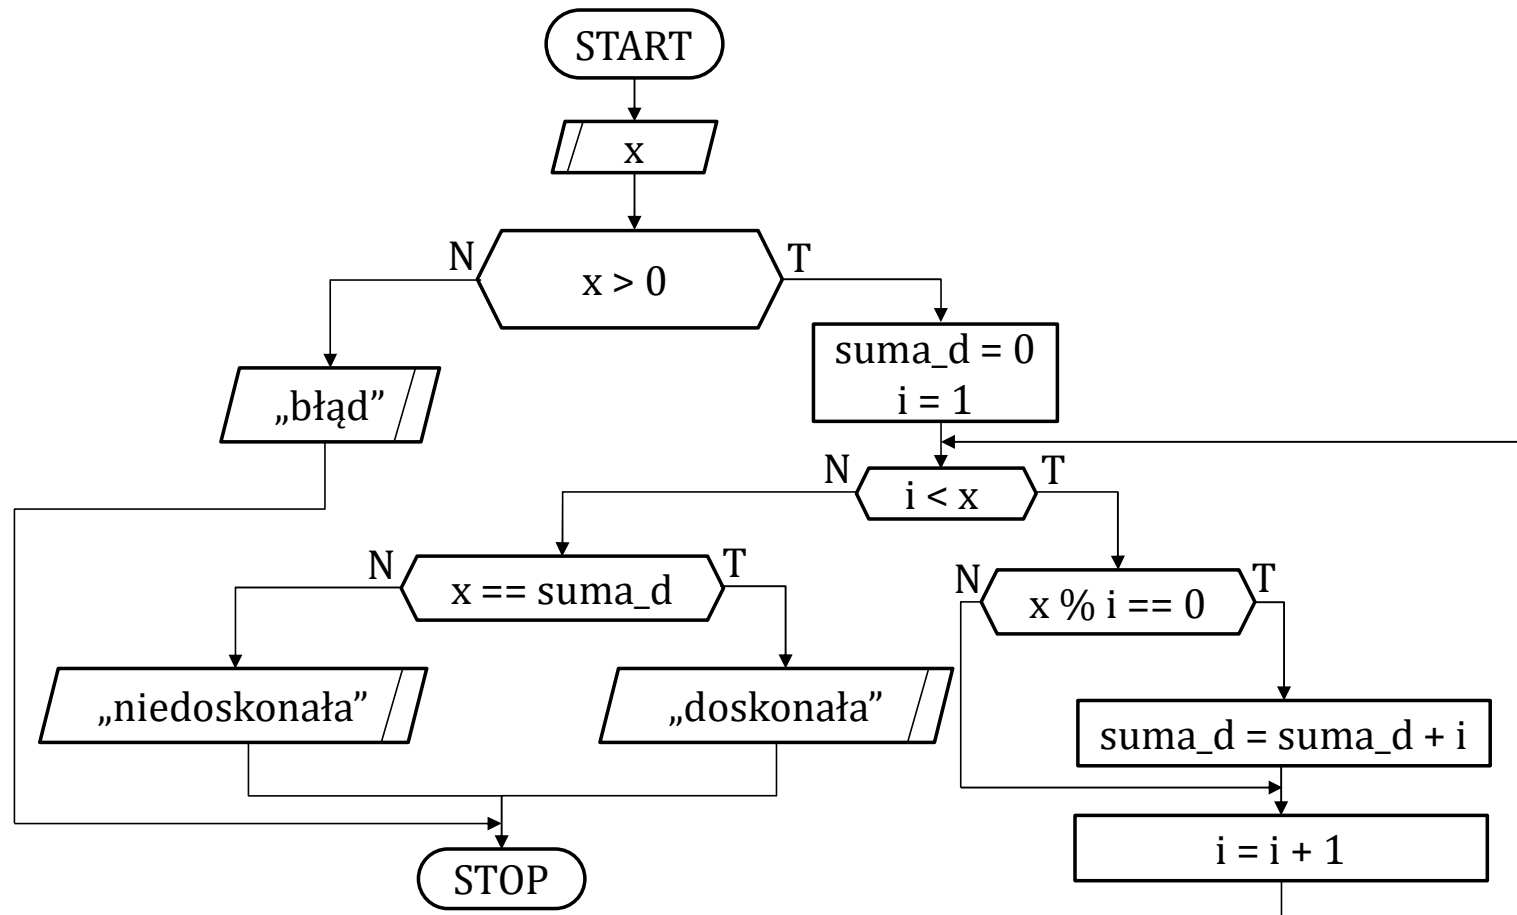 START
x
N
x > 0
T
suma_d = 0
i = 1
„błąd”
N
i < x
T
N
x == suma_d
T
N
x % i == 0
T
„niedoskonała”
„doskonała”
suma_d = suma_d + i
i = i + 1
STOP